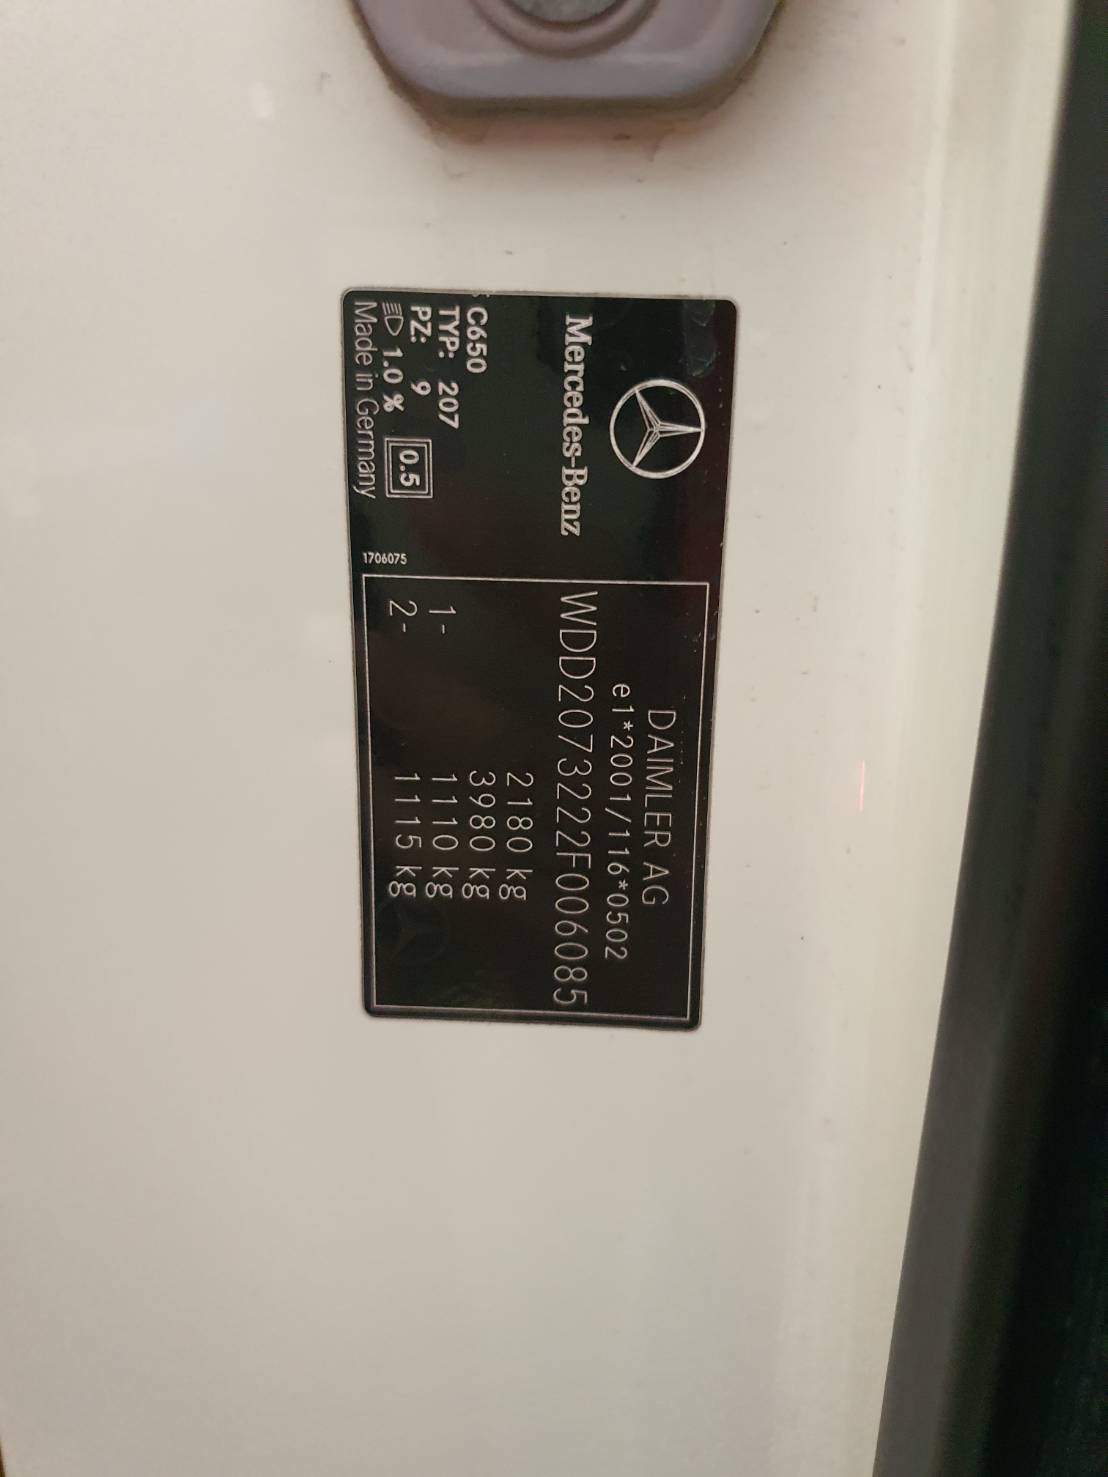 Mercedes-Benz
C650
TYP: 207
PZ: 9
0.5
1.0 %
Made in Germany
1706075
DAIMLER AG
e1*2001/116*0502
WDD2073222F006085
2180 kg
3980 kg
1- 1110 kg
2- 1115 kg